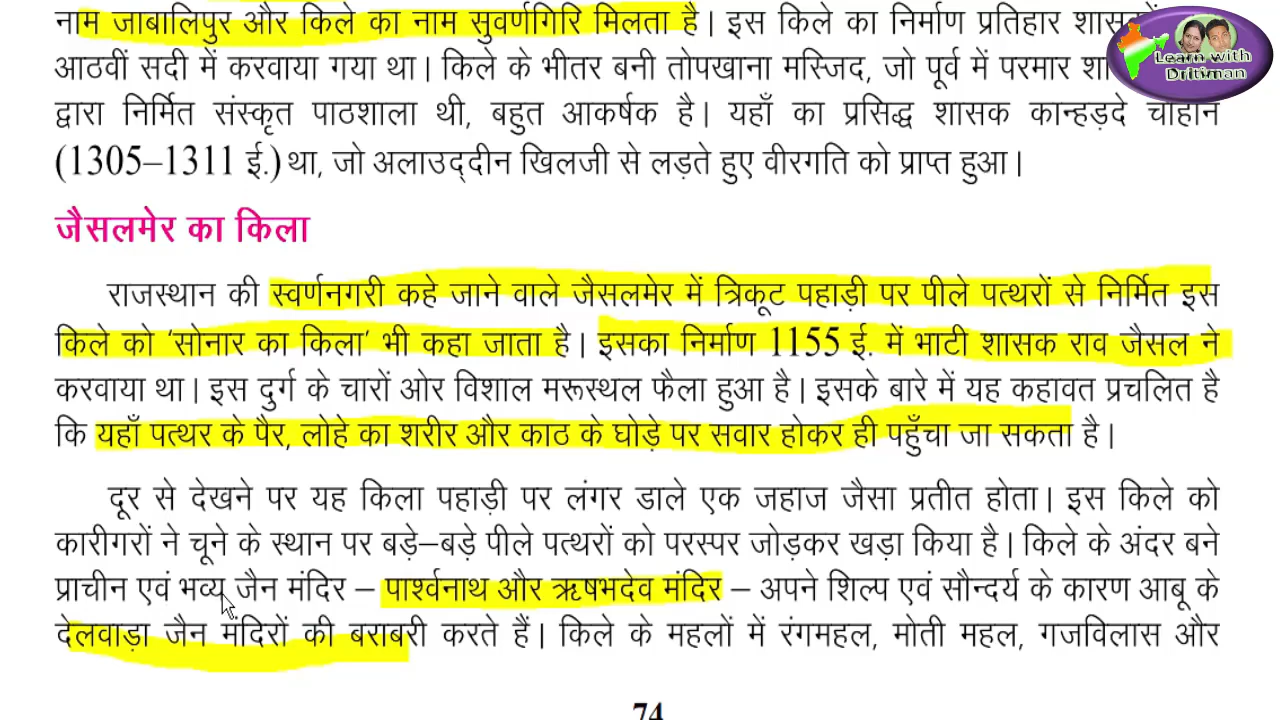 नाम जाबालिपुर और किले का नाम सुवर्णगिरि मिलता है। इस किले का निर्माण प्रतिहार
आठवीं सदी में करवाया गया था। किले के भीतर बनी तोपखाना मस्जिद, जो पूर्व में परमार
द्वारा निर्मित संस्कृत पाठशाला थी, बहुत आकर्षक है। यहाँ का प्रसिद्ध शासक कान्हड़दे चौहान
(1305–1311 ई.) था, जो अलाउद्‌दीन खिलजी से लड़ते हुए वीरगति को प्राप्त हुआ।
जैसलमेर का किला
राजस्थान की स्वर्णनगरी कहे जाने वाले जैसलमेर में त्रिकूट पहाड़ी पर पीले पत्थरों से निर्मित इस
किले को ‘सोनार का किला’ भी कहा जाता है। इसका निर्माण 1155 ई. में भाटी शासक राव जैसल ने
करवाया था। इस दुर्ग के चारों ओर विशाल मरूस्थल फैला हुआ है। इसके बारे में यह कहावत प्रचलित है
कि यहाँ पत्थर के पैर, लोहे का शरीर और काठ के घोड़े पर सवार होकर ही पहुँचा जा सकता है।
दूर से देखने पर यह किला पहाड़ी पर लंगर डाले एक जहाज जैसा प्रतीत होता। इस किले को
कारीगरों ने चूने के स्थान पर बड़े–बड़े पीले पत्थरों को परस्पर जोड़कर खड़ा किया है। किले के अंदर बने
प्राचीन एवं भव्य जैन मंदिर – पार्श्वनाथ और ऋषभदेव मंदिर – अपने शिल्प एवं सौन्दर्य के कारण आबू के
देलवाड़ा जैन मंदिरों की बराबरी करते हैं। किले के महलों में रंगमहल, मोती महल, गजविलास और
74
Learn with
Dritiman